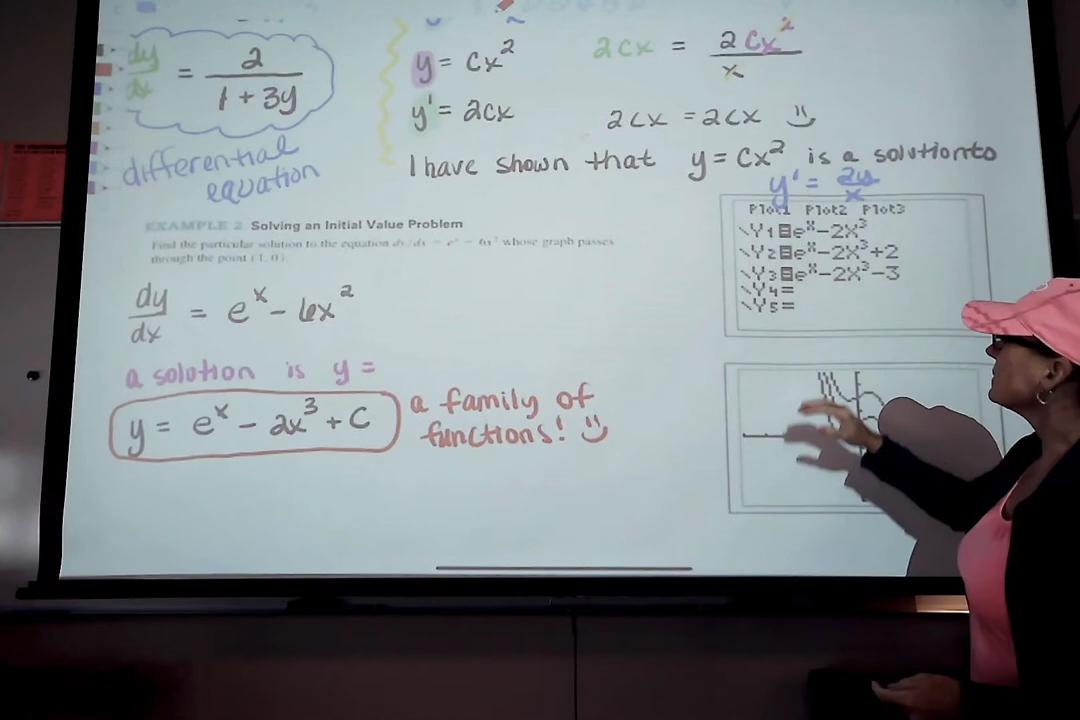 dy/dx = 2/(1 + 3y)
differential
equation
y = Cx²
y' = 2Cx
2Cx = 2Cx²/x
2Cx = 2Cx
I have shown that y = Cx² is a solution to
y' = 2y/x
EXAMPLE 2 Solving an Initial Value Problem
Find the particular solution to the equation dy/dx = eˣ − 6x² whose graph passes
through the point (1, 0).
dy/dx = eˣ - 6x²
a solution is y =
y = eˣ - 2x³ + C
a family of
functions!
Plot1 Plot2 Plot3
\Y1=e^X−2X³
\Y2=e^X−2X³+2
\Y3=e^X−2X³−3
\Y4=
\Y5=